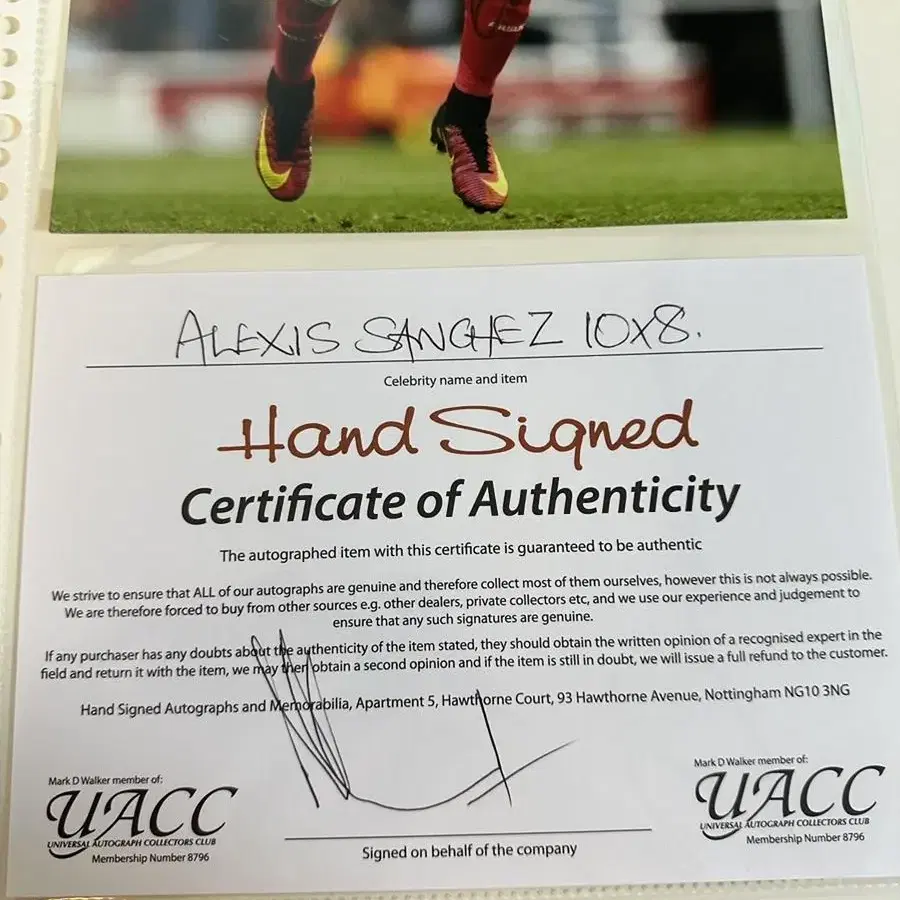 ALEXIS SANCHEZ 10x8.
Celebrity name and item
Hand Signed
Certificate of Authenticity
The autographed item with this certificate is guaranteed to be authentic
We strive to ensure that ALL of our autographs are genuine and therefore collect most of them ourselves, however this is not always possible.
We are therefore forced to buy from other sources e.g. other dealers, private collectors etc, and we use our experience and judgement to
ensure that any such signatures are genuine.
If any purchaser has any doubts about the authenticity of the item stated, they should obtain the written opinion of a recognised expert in the
field and return it with the item, we may then obtain a second opinion and if the item is still in doubt, we will issue a full refund to the customer.
Hand Signed Autographs and Memorabilia, Apartment 5, Hawthorne Court, 93 Hawthorne Avenue, Nottingham NG10 3NG
Mark D Walker member of:
UACC
UNIVERSAL AUTOGRAPH COLLECTORS CLUB
Membership Number 8796
Signed on behalf of the company
Mark D Walker member of:
UACC
UNIVERSAL AUTOGRAPH COLLECTORS CLUB
Membership Number 8796